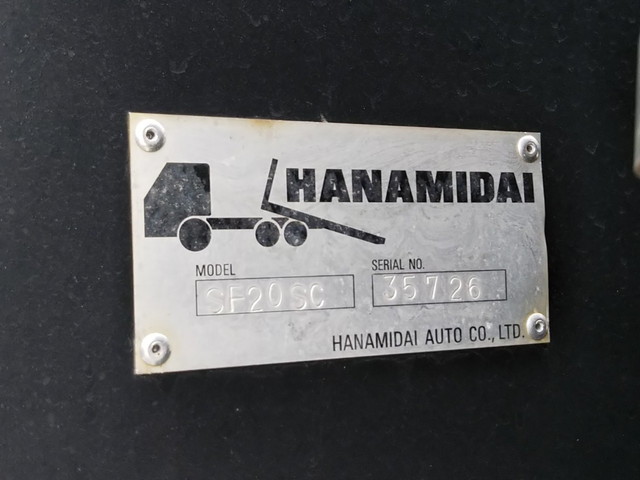 HANAMIDAI
MODEL SERIAL NO.
SF20SC 35726
HANAMIDAI AUTO CO., LTD.